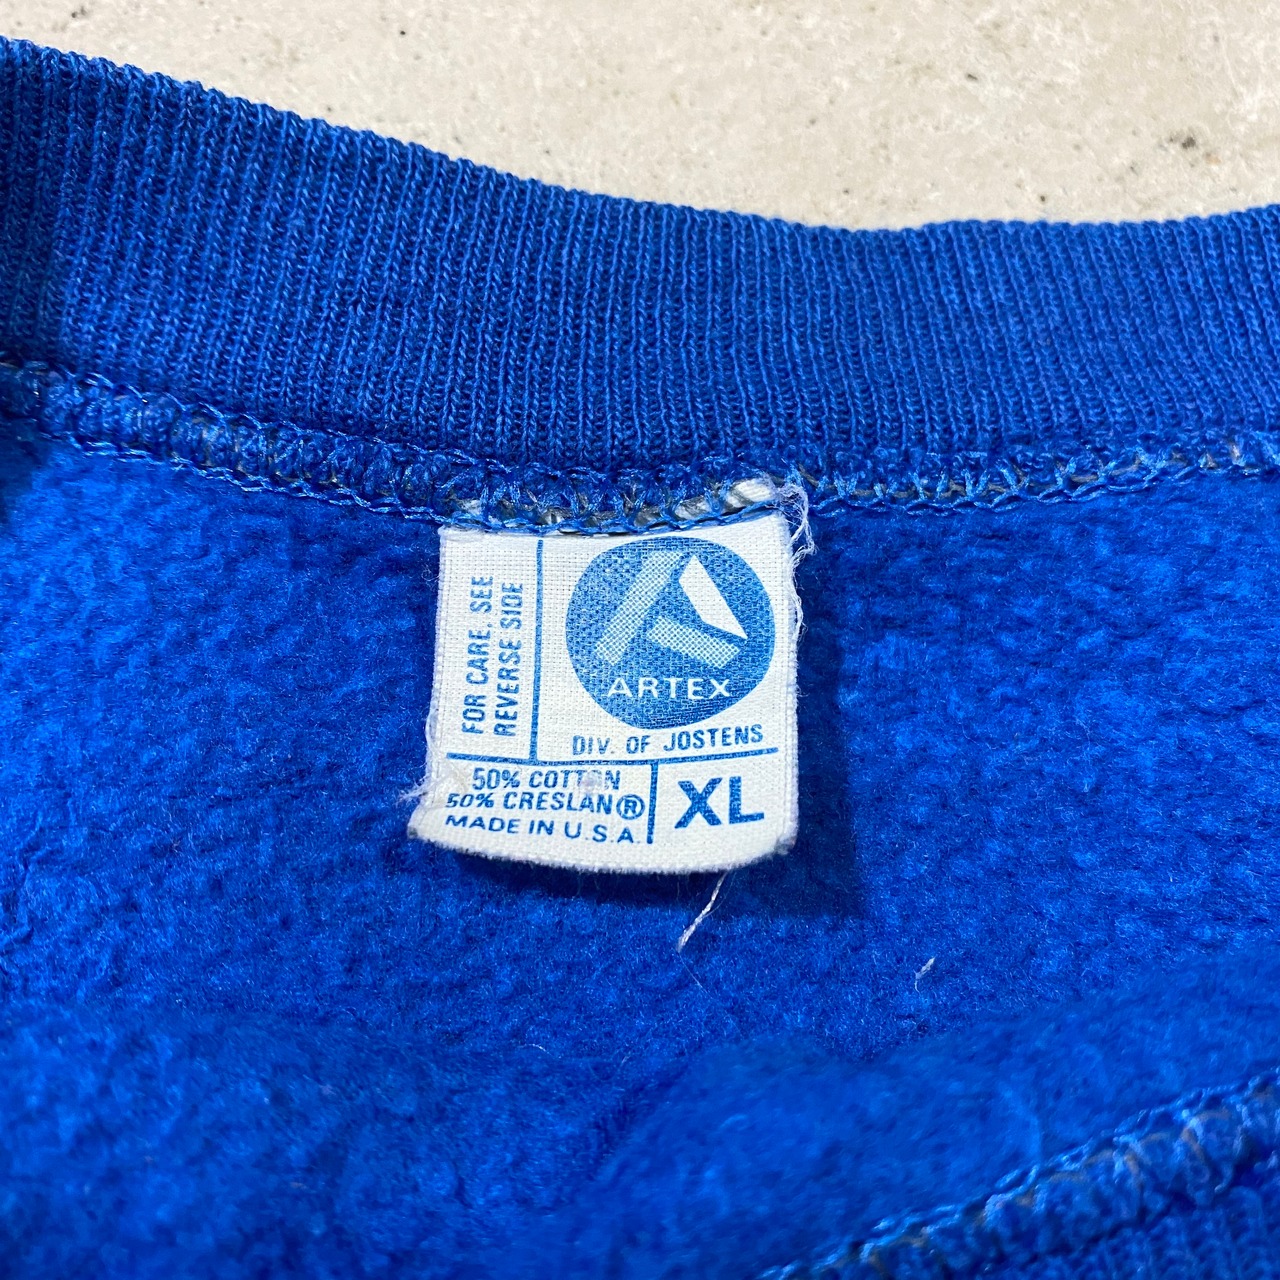 FOR CARE, SEE
REVERSE SIDE
ARTEX
DIV. OF JOSTENS
50% COTTON
50% CRESLAN®
MADE IN U.S.A.
XL